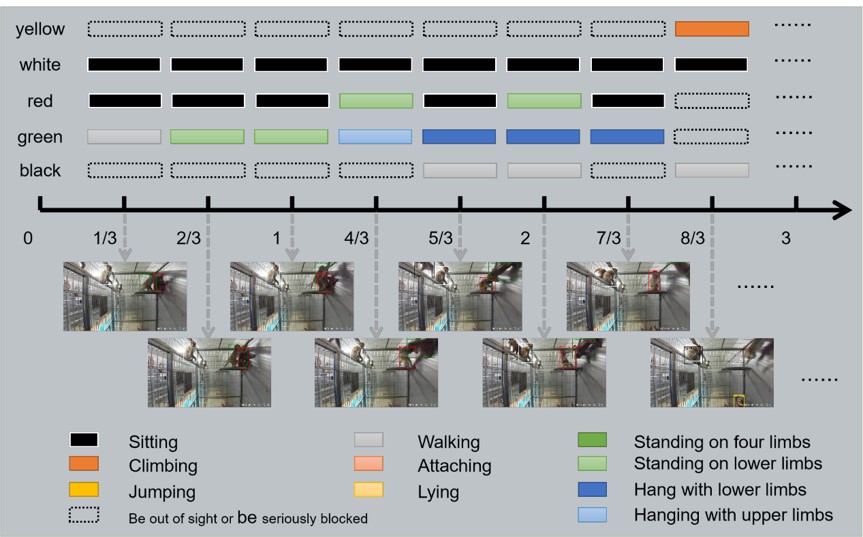 yellow ......
white ......
red ......
green ......
black ......
0 1/3 2/3 1 4/3 5/3 2 7/3 8/3 3
......
......
Sitting Walking Standing on four limbs
Climbing Attaching Standing on lower limbs
Jumping Lying Hang with lower limbs
Be out of sight or be seriously blocked Hanging with upper limbs